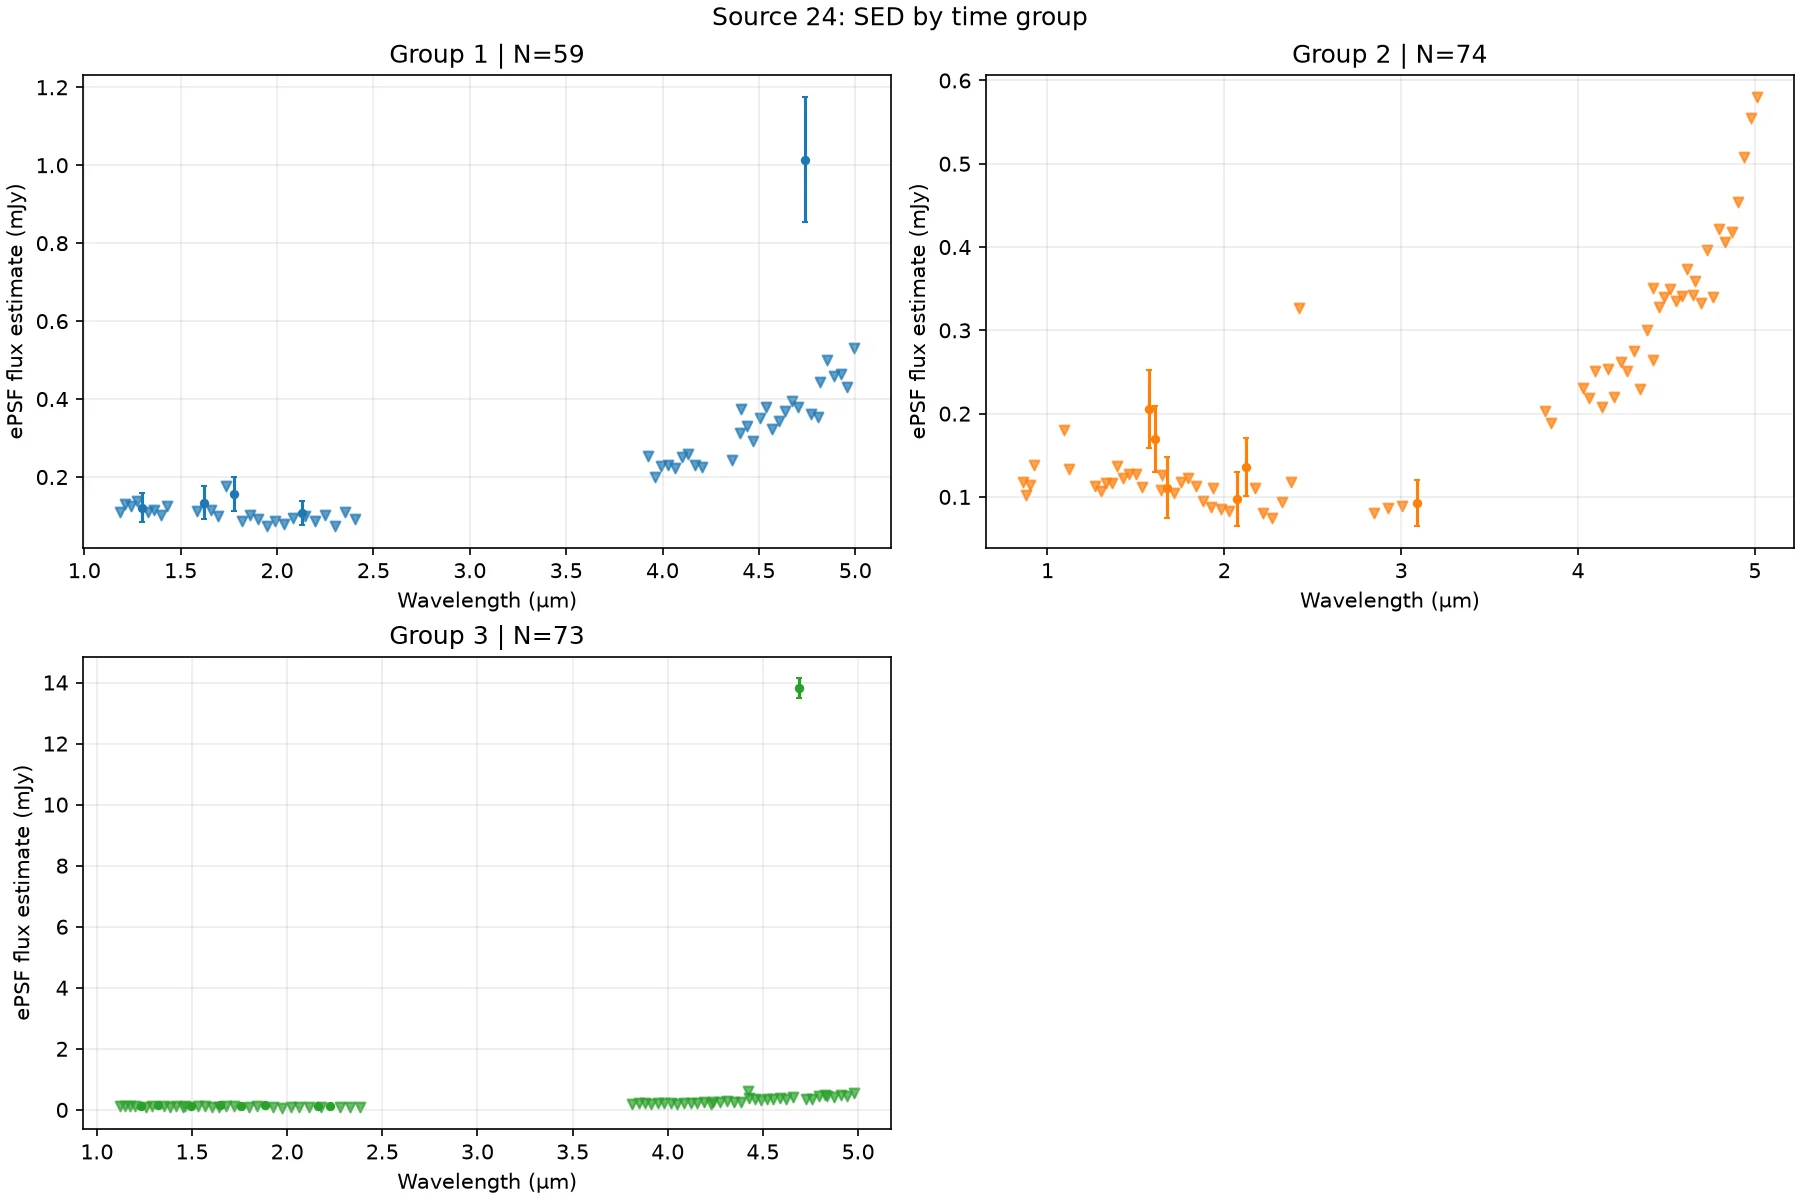 Source 24: SED by time group
Group 1 | N=59
ePSF flux estimate (mJy)
1.2
1.0
0.8
0.6
0.4
0.2
1.0 1.5 2.0 2.5 3.0 3.5 4.0 4.5 5.0
Wavelength (μm)
Group 2 | N=74
ePSF flux estimate (mJy)
0.6
0.5
0.4
0.3
0.2
0.1
1 2 3 4 5
Wavelength (μm)
Group 3 | N=73
ePSF flux estimate (mJy)
14
12
10
8
6
4
2
0
1.0 1.5 2.0 2.5 3.0 3.5 4.0 4.5 5.0
Wavelength (μm)